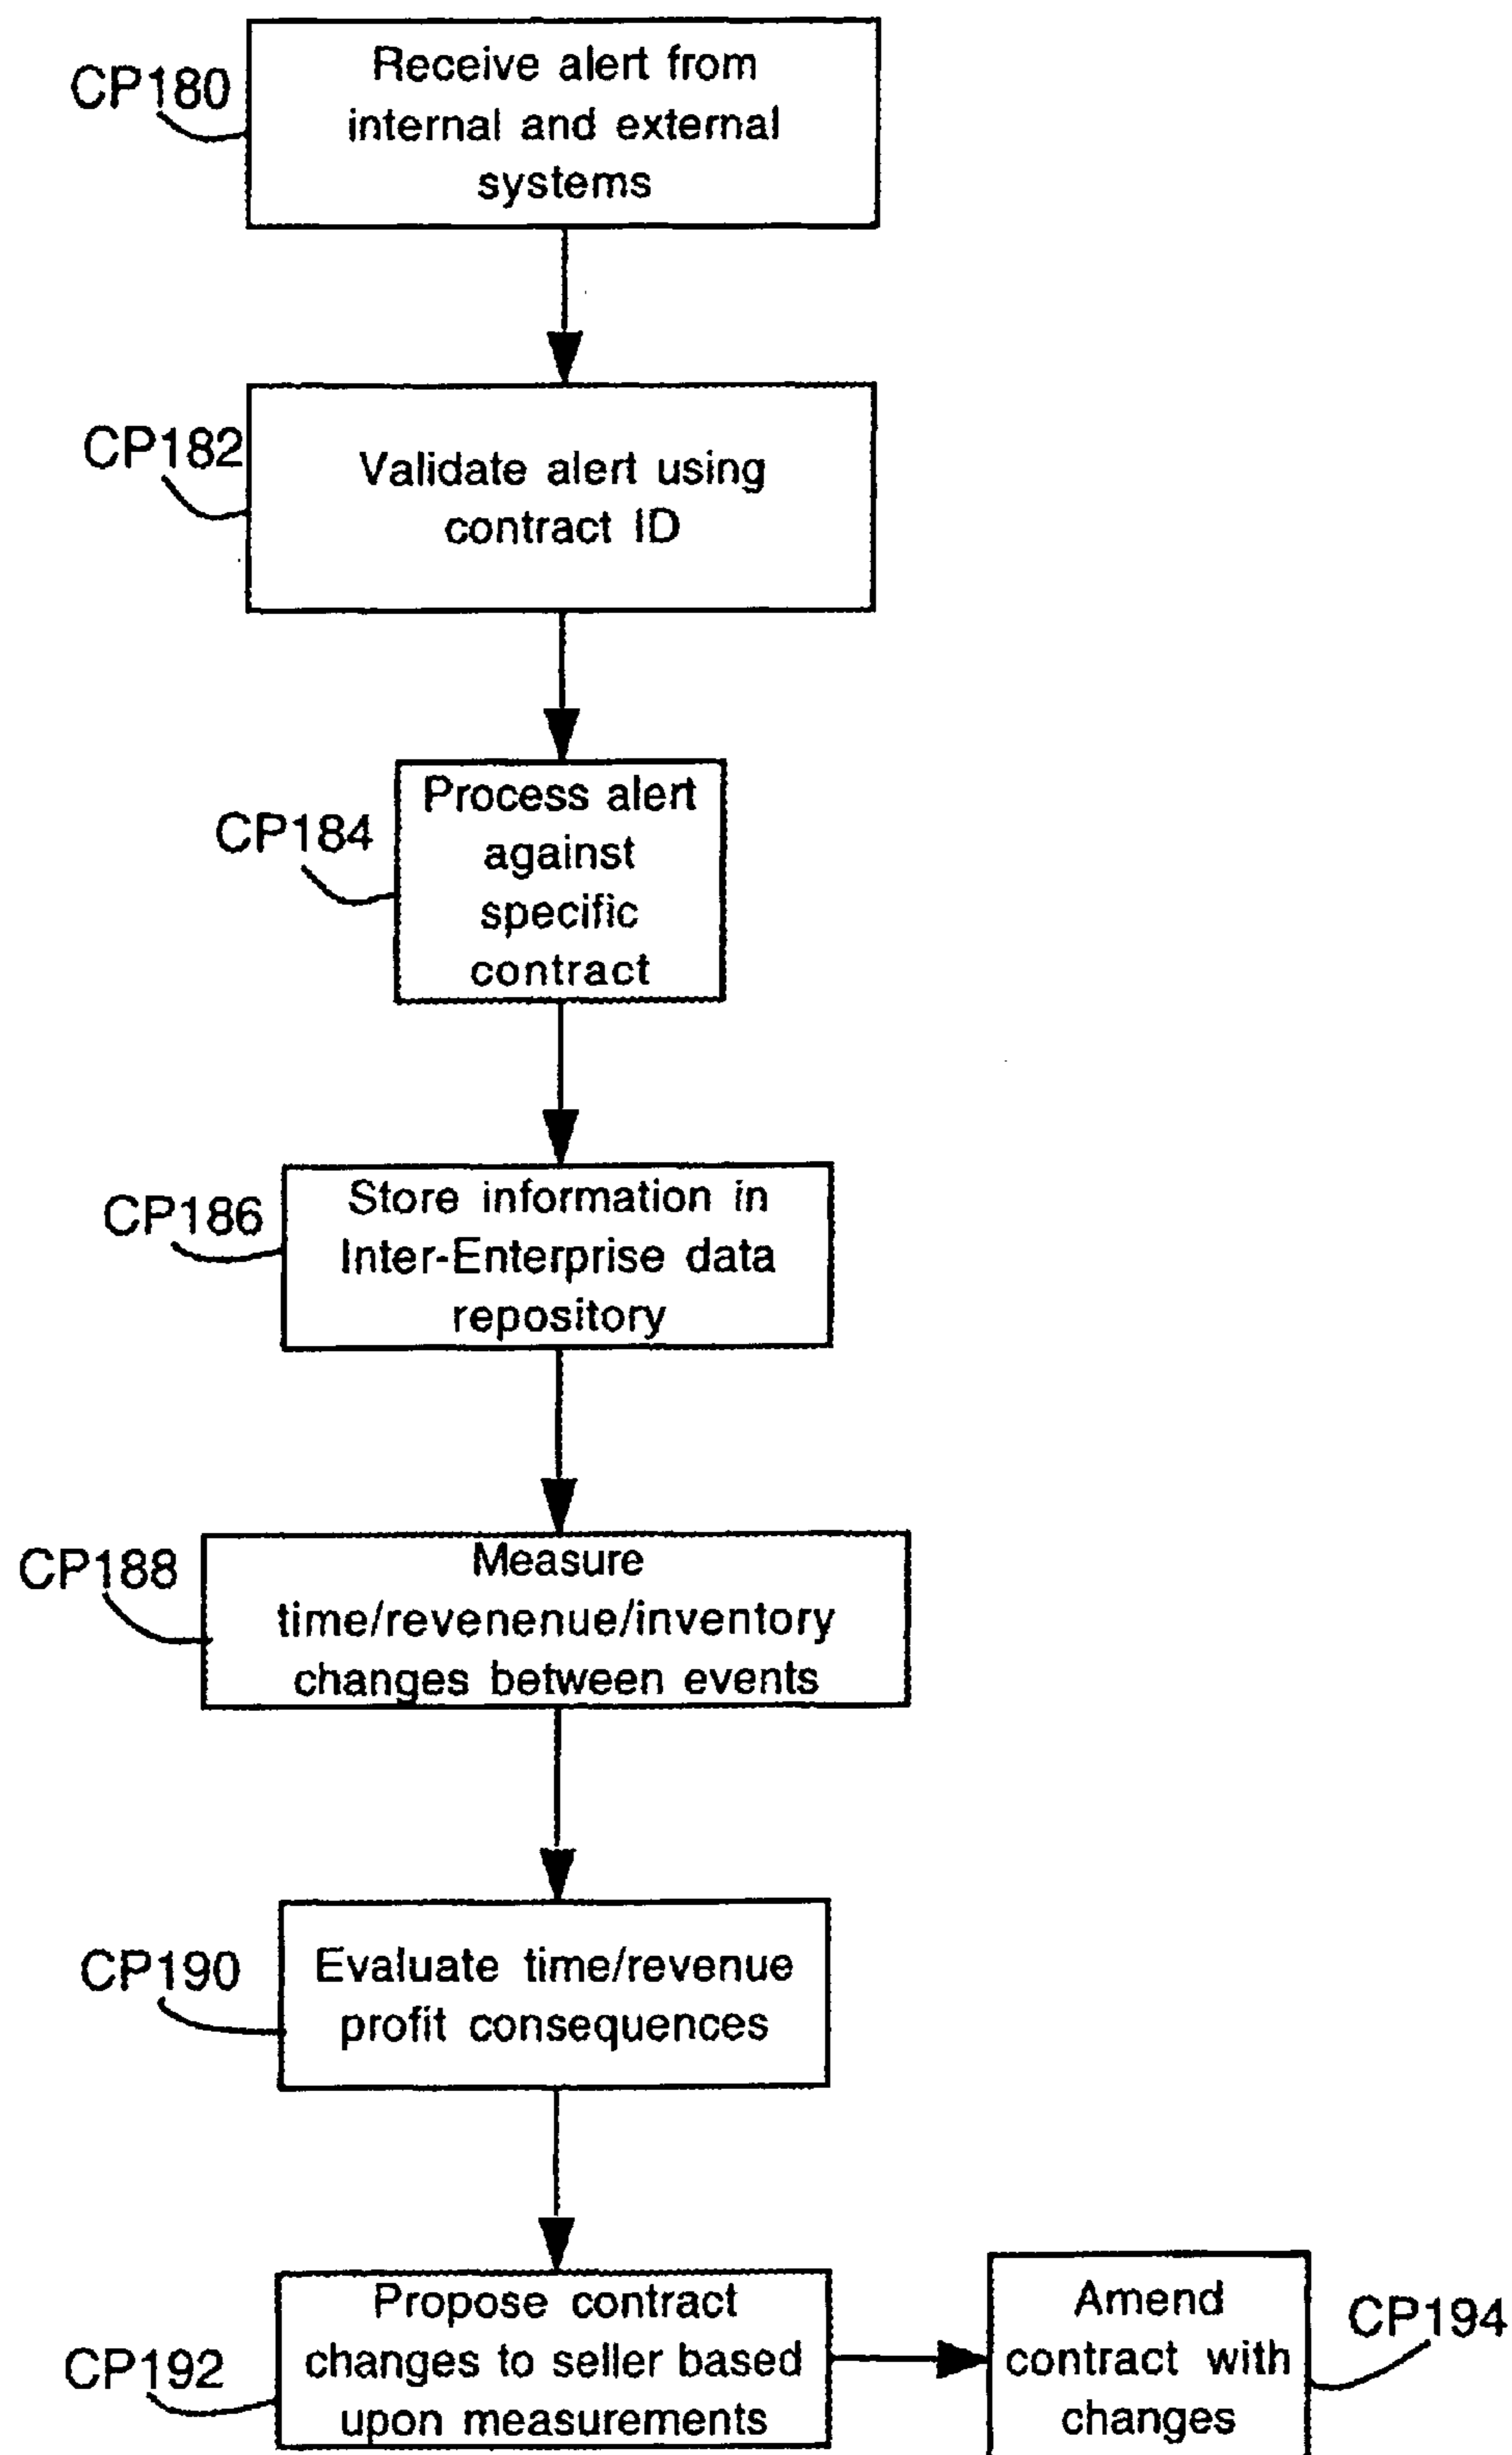 CP180
Receive alert from
internal and external
systems
CP182
Validate alert using
contract ID
CP184
Process alert
against
specific
contract
CP186
Store information in
Inter-Enterprise data
repository
CP188
Measure
time/revenenue/inventory
changes between events
CP190
Evaluate time/revenue
profit consequences
CP192
Propose contract
changes to seller based
upon measurements
Amend
contract with
changes
CP194